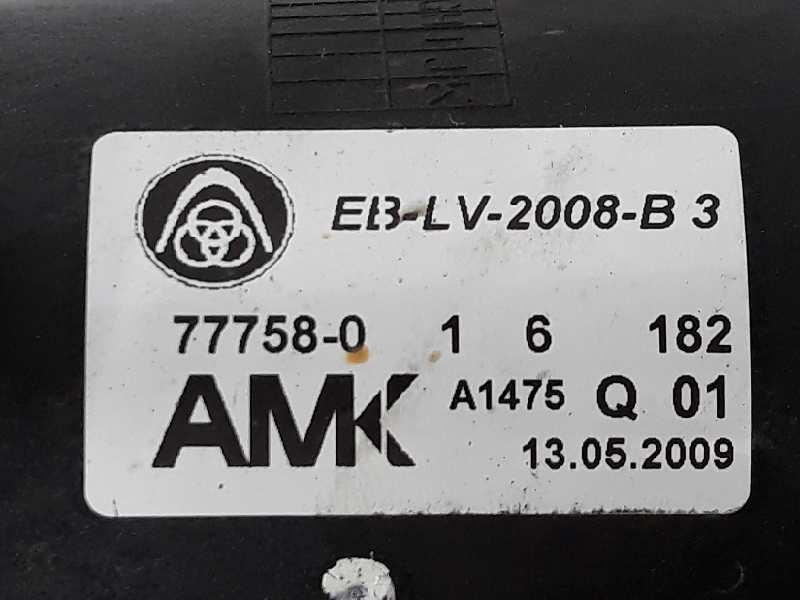 EB-LV-2008-B 3
77758-0 1 6 182
AMK A1475 Q 01
13.05.2009